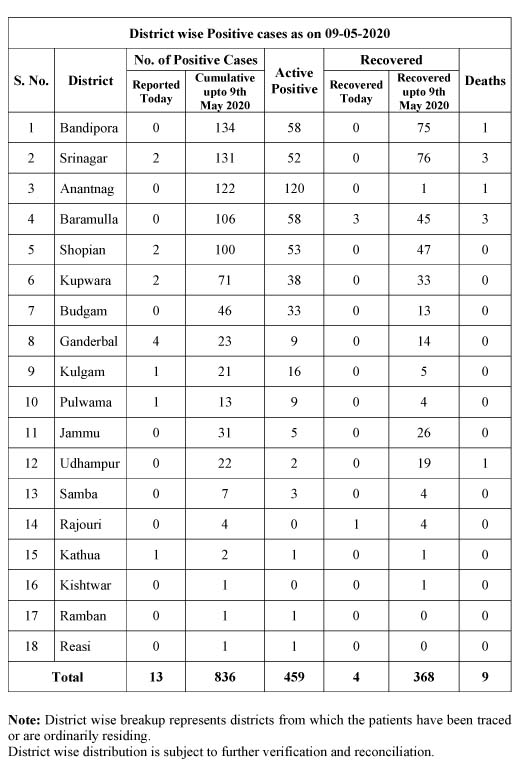 District wise Positive cases as on 09-05-2020
S. No. District No. of Positive Cases Active Positive Recovered Deaths
Reported Today Cumulative upto 9th May 2020 Recovered Today Recovered upto 9th May 2020
1 Bandipora 0 134 58 0 75 1
2 Srinagar 2 131 52 0 76 3
3 Anantnag 0 122 120 0 1 1
4 Baramulla 0 106 58 3 45 3
5 Shopian 2 100 53 0 47 0
6 Kupwara 2 71 38 0 33 0
7 Budgam 0 46 33 0 13 0
8 Ganderbal 4 23 9 0 14 0
9 Kulgam 1 21 16 0 5 0
10 Pulwama 1 13 9 0 4 0
11 Jammu 0 31 5 0 26 0
12 Udhampur 0 22 2 0 19 1
13 Samba 0 7 3 0 4 0
14 Rajouri 0 4 0 1 4 0
15 Kathua 1 2 1 0 1 0
16 Kishtwar 0 1 0 0 1 0
17 Ramban 0 1 1 0 0 0
18 Reasi 0 1 1 0 0 0
Total 13 836 459 4 368 9
Note: District wise breakup represents districts from which the patients have been traced
or are ordinarily residing.
District wise distribution is subject to further verification and reconciliation.